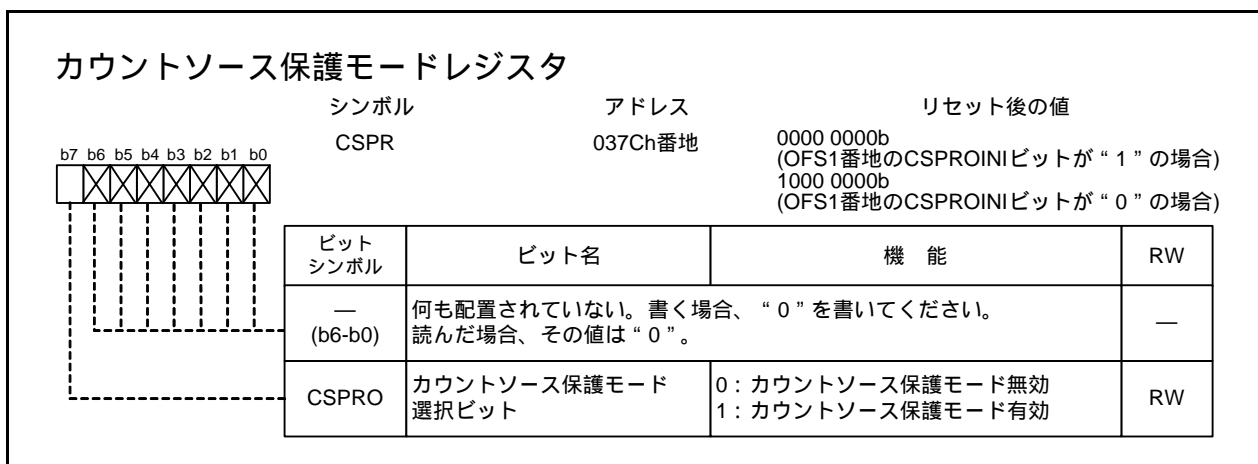 カウントソース保護モードレジスタ
シンボル アドレス リセット後の値
CSPR 037Ch番地 0000 0000b
(OFS1番地のCSPROINIビットが“1”の場合)
1000 0000b
(OFS1番地のCSPROINIビットが“0”の場合)
b7 b6 b5 b4 b3 b2 b1 b0
ビット
シンボル ビット名 機 能 RW
—
(b6-b0) 何も配置されていない。書く場合、“0”を書いてください。
読んだ場合、その値は“0”。 —
CSPRO カウントソース保護モード
選択ビット 0:カウントソース保護モード無効
1:カウントソース保護モード有効 RW